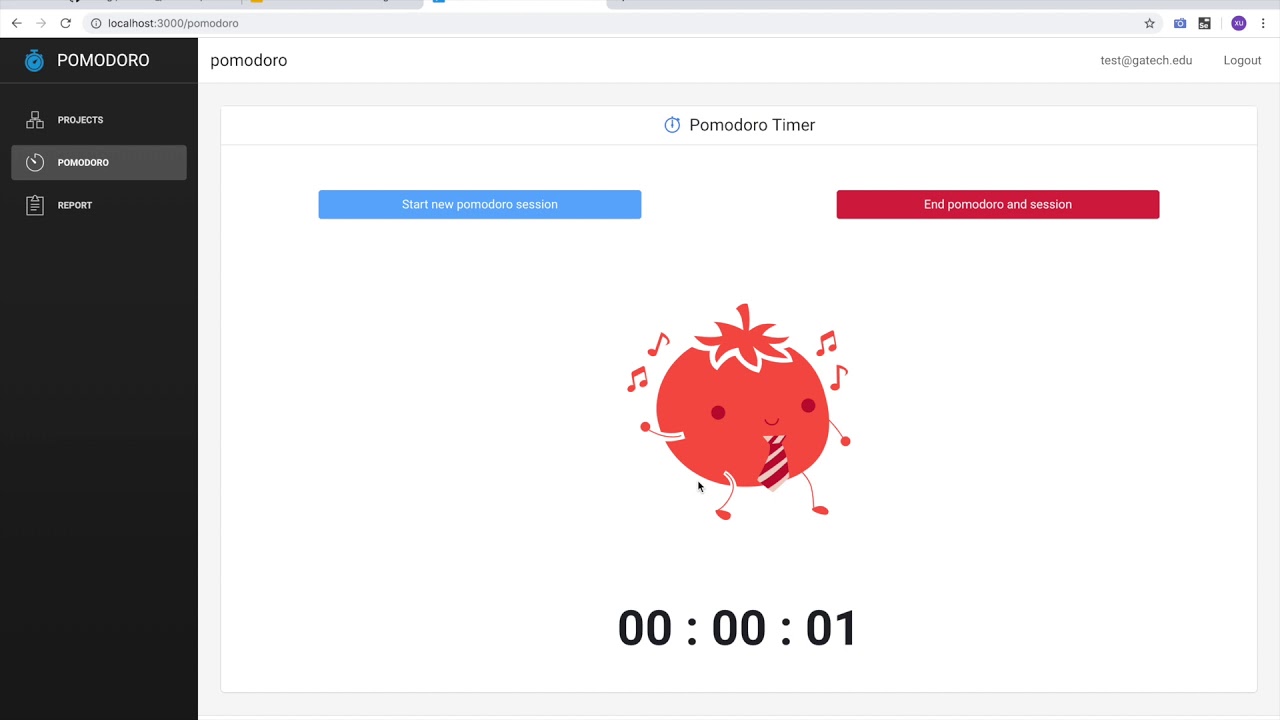 localhost:3000/pomodoro
Se
XU
POMODORO
pomodoro
test@gatech.edu
Logout
PROJECTS
POMODORO
REPORT
Pomodoro Timer
Start new pomodoro session
End pomodoro and session
00 : 00 : 01